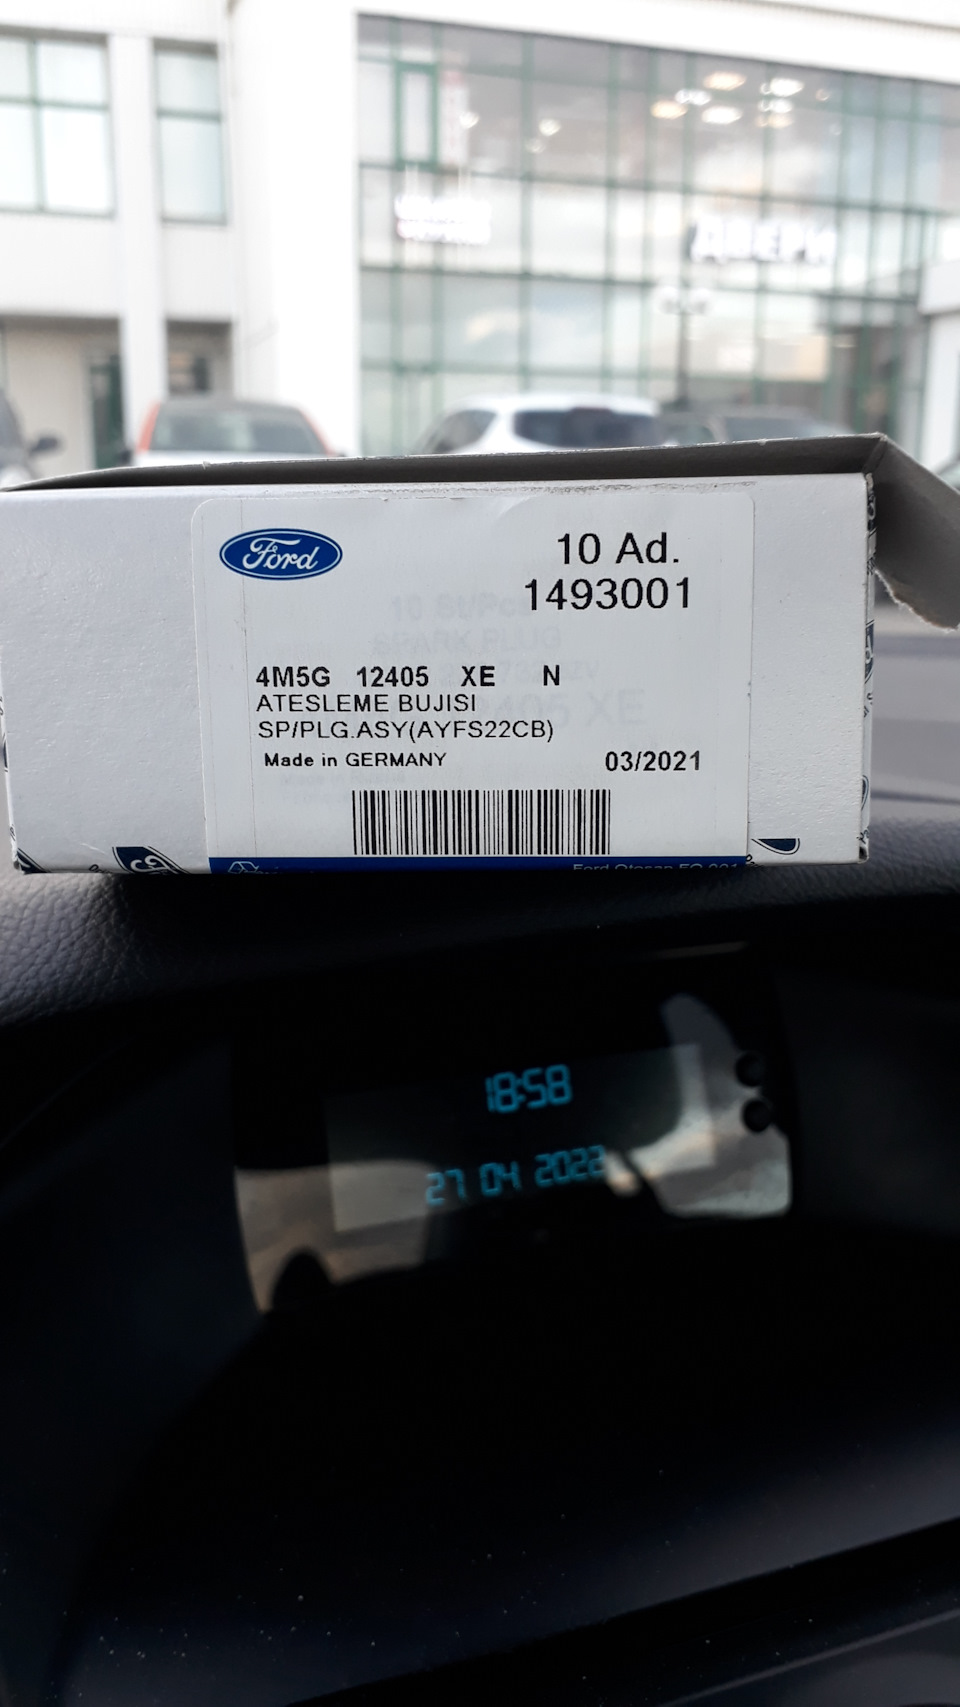 ДВЕРИ
Ford
10 Ad.
1493001
4M5G 12405 XE N
ATESLEME BUJISI
SP/PLG.ASY(AYFS22CB)
Made in GERMANY 03/2021
18:58
27 04 2022